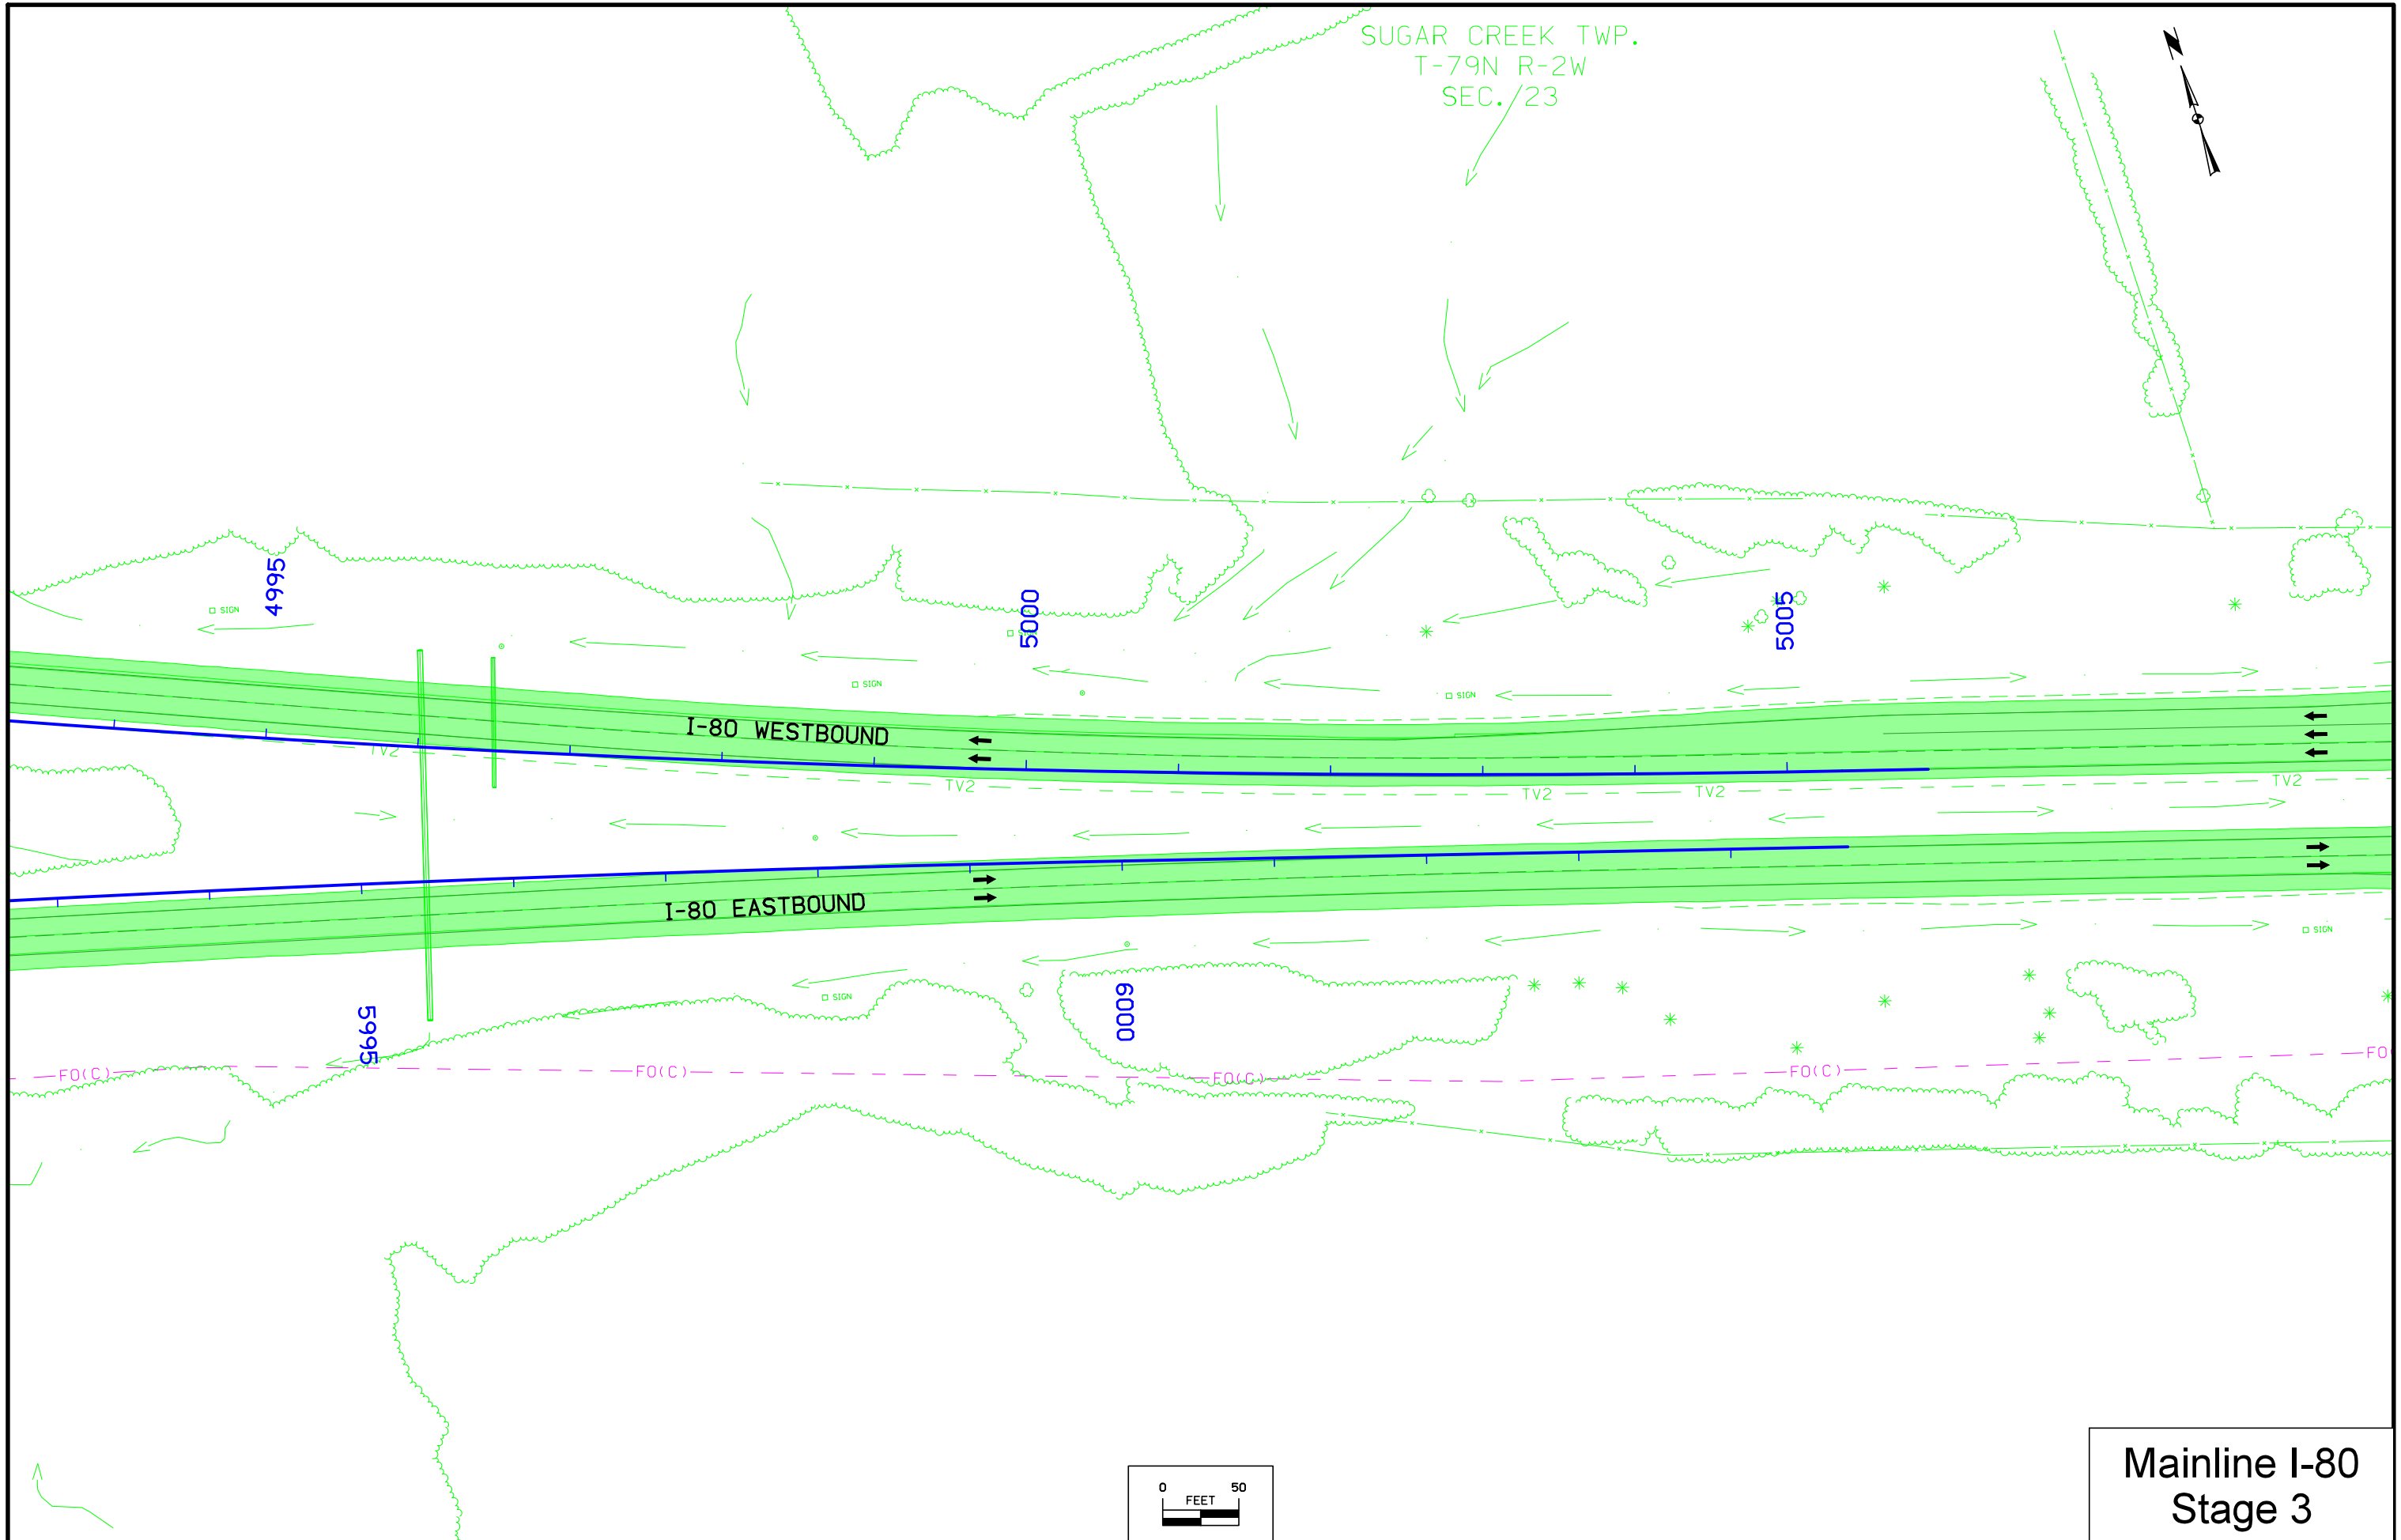 SUGAR CREEK TWP.
T-79N R-2W
SEC. 23
N
4995
5000
5005
SIGN
SIGN
SIGN
SIGN
I-80 WESTBOUND
TV2
TV2
TV2
TV2
TV2
I-80 EASTBOUND
SIGN
SIGN
5995
6000
FO(C)
FO(C)
FO(C)
FO(C)
FO(
0 50
FEET
Mainline I-80
Stage 3